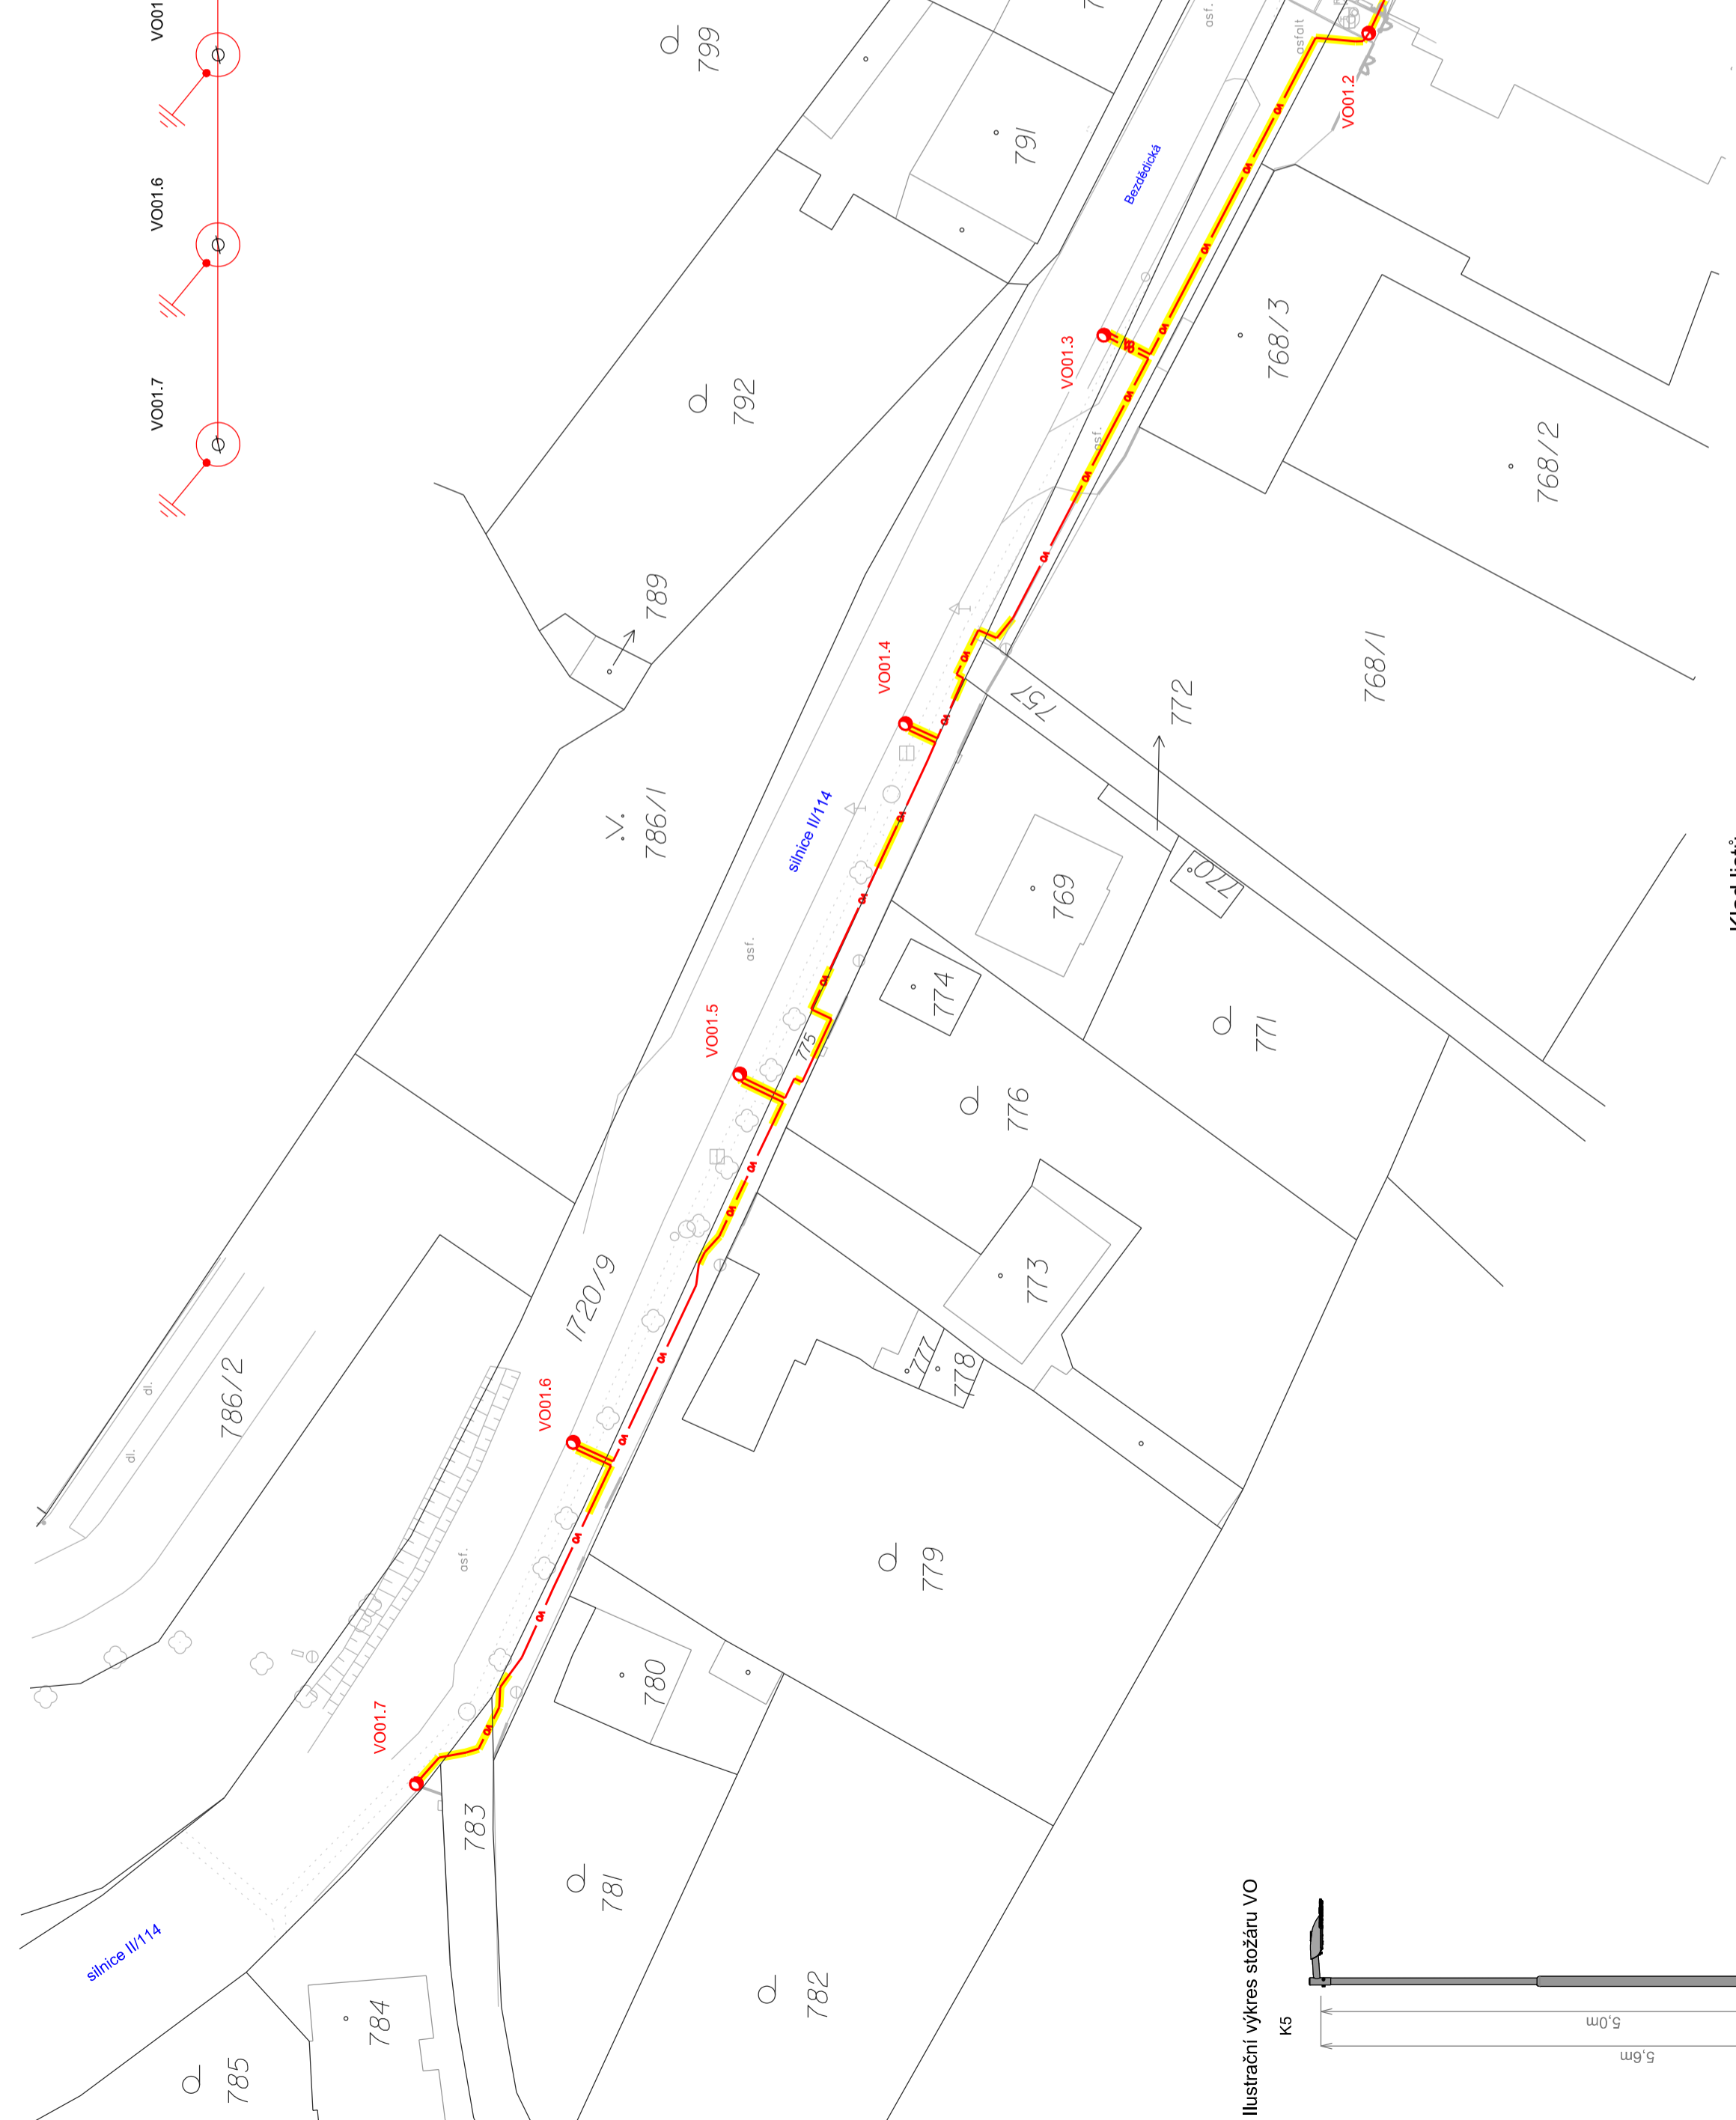 VO01
VO01.6
VO01.7
799
791
asf.
asfalt
VO01.2
Bezdědická
792
VO01.3
768/3
asf.
768/2
789
VO01.4
757
772
768/1
786/1
silnice II/114
769
770
asf.
774
771
VO01.5
775
776
773
1720/9
777
778
786/2
dl.
dl.
VO01.6
asf.
779
780
VO01.7
783
781
silnice II/114
782
784
785
Ilustrační výkres stožáru VO
K5
5,0m
5,6m